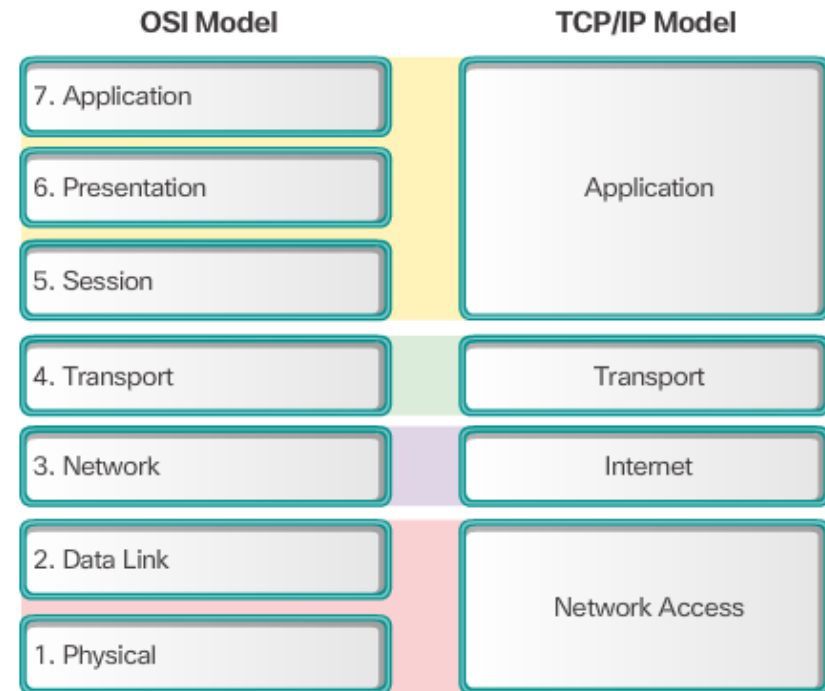 OSI Model
TCP/IP Model
7. Application
6. Presentation
5. Session
Application
4. Transport
Transport
3. Network
Internet
2. Data Link
1. Physical
Network Access